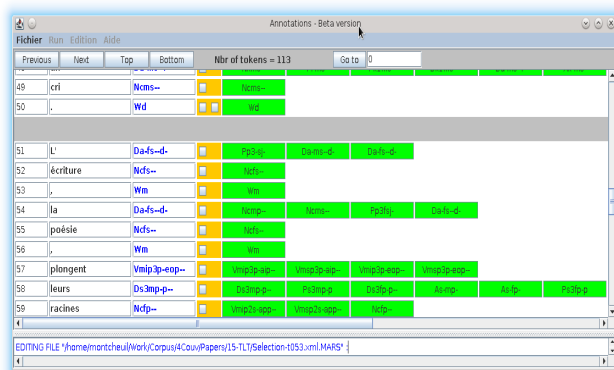 Annotations - Beta version
Fichier Run Edition Aide
Previous Next Top Bottom Nbr of tokens = 113 Go to 0
49 cri Ncms-- Ncms--
50 , Wd Wd
51 L' Da-fs--d- Pp3-sj- Da-ms--d- Da-fs--d-
52 écriture Ncfs-- Ncfs--
53 , Wm Wm
54 la Da-fs--d- Ncmp-- Ncms-- Pp3fsj- Da-fs--d-
55 poésie Ncfs-- Ncfs--
56 , Wm Wm
57 plongent Vmip3p-eop-- Vmip3p-aip-- Vmsp3p-aip-- Vmip3p-eop-- Vmsp3p-eop--
58 leurs Ds3mp-p-- Ds3mp-p-- Ps3mp-p Ds3fp-p-- As-mp- As-fp- Ps3fp-p
59 racines Ncfp-- Vmip2s-app-- Vmsp2s-app-- Ncfp--
EDITING FILE "/home/montcheuil/Work/Corpus/4Couv/Papers/15-TLT/Selection-t053.xml.MARS" :